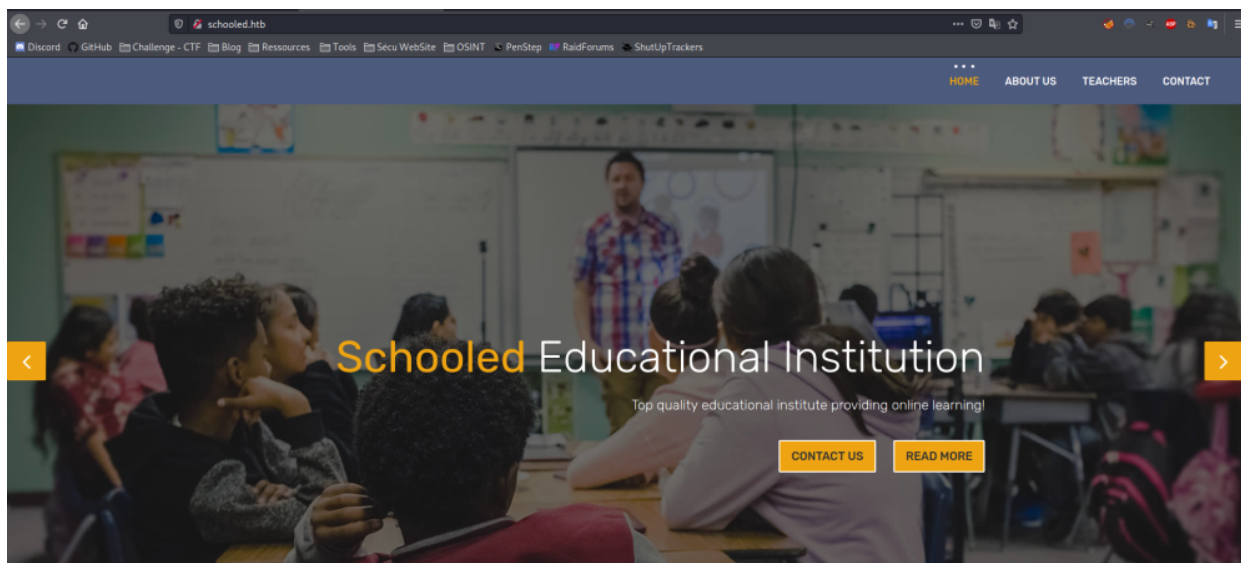 schooled.htb
Discord GitHub Challenge - CTF Blog Ressources Tools Secu WebSite OSINT PenStep RaidForums ShutUpTrackers
HOME ABOUT US TEACHERS CONTACT
Schooled Educational Institution
Top quality educational institute providing online learning!
CONTACT US READ MORE